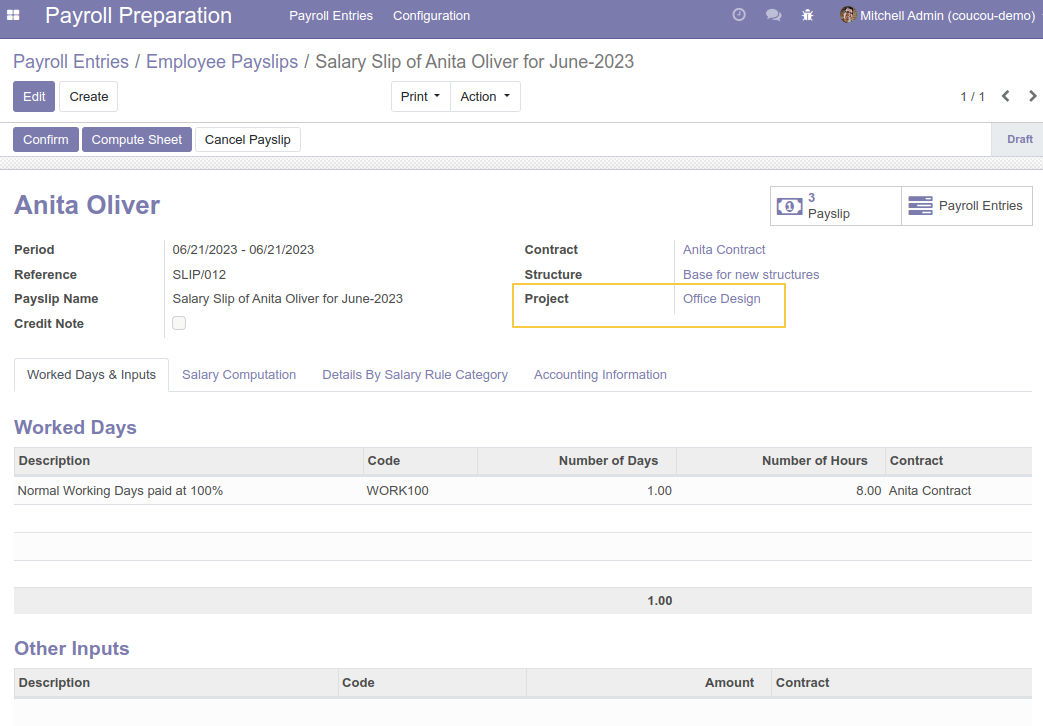 Payroll Preparation Payroll Entries Configuration Mitchell Admin (coucou-demo)
Payroll Entries / Employee Payslips / Salary Slip of Anita Oliver for June-2023
Edit Create Print Action 1 / 1
Confirm Compute Sheet Cancel Payslip Draft
Anita Oliver
3
Payslip
Payroll Entries
Period 06/21/2023 - 06/21/2023 Contract Anita Contract
Reference SLIP/012 Structure Base for new structures
Payslip Name Salary Slip of Anita Oliver for June-2023 Project Office Design
Credit Note
Worked Days & Inputs Salary Computation Details By Salary Rule Category Accounting Information
Worked Days
Description Code Number of Days Number of Hours Contract
Normal Working Days paid at 100% WORK100 1.00 8.00 Anita Contract
1.00
Other Inputs
Description Code Amount Contract